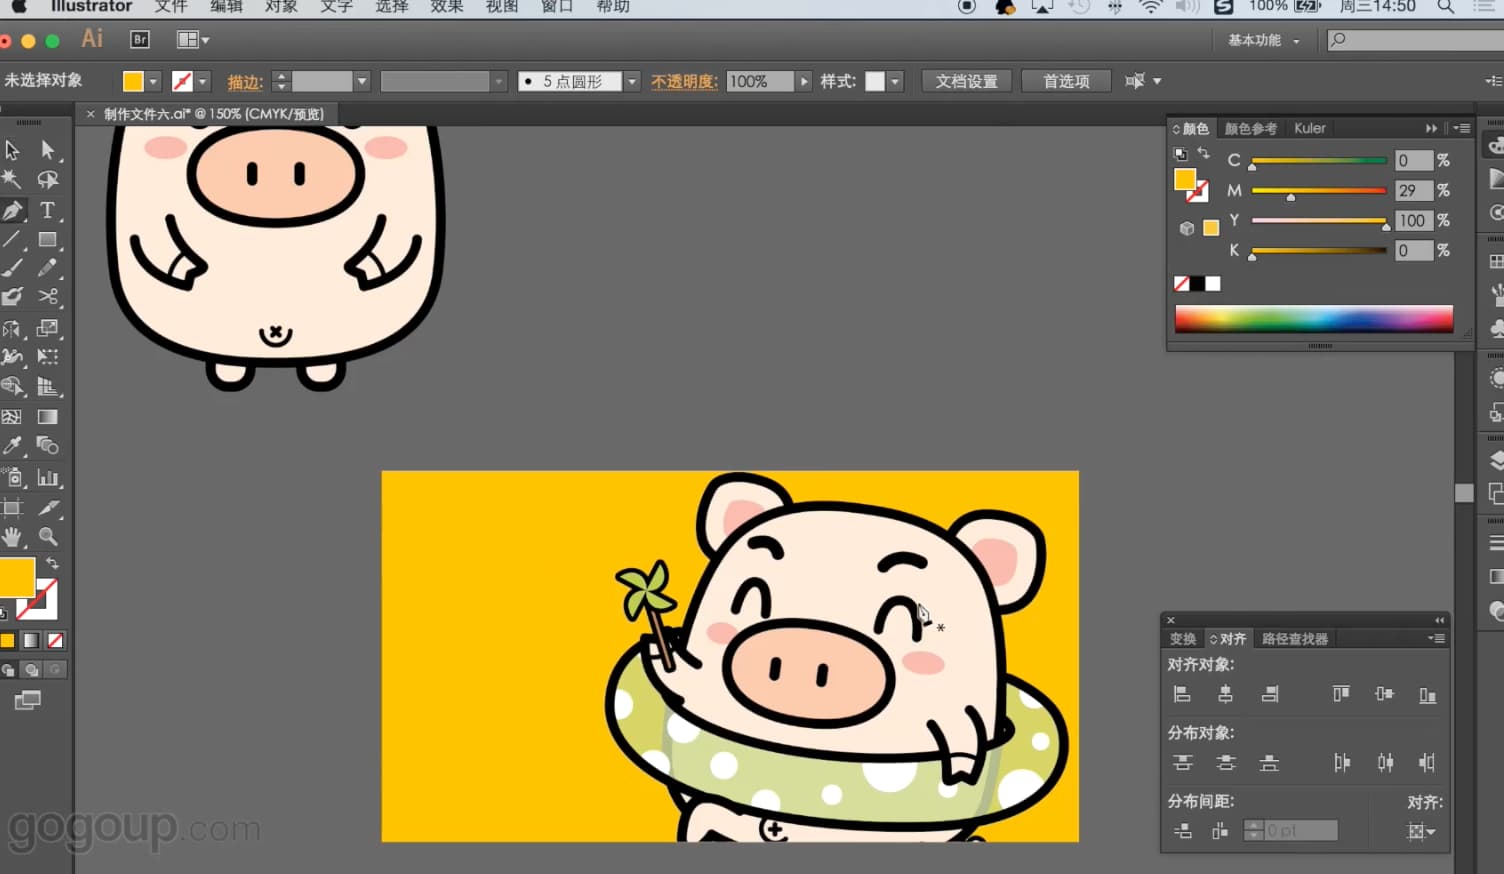 Illustrator 文件 编辑 对象 文字 选择 效果 视图 窗口 帮助 100% 周三14:50
Ai Br 基本功能
未选择对象 描边: 5 点圆形 不透明度: 100% 样式: 文档设置 首选项
× 制作文件六.ai* @ 150% (CMYK/预览)
颜色 颜色参考 Kuler
C 0 %
M 29 %
Y 100 %
K 0 %
T
变换 对齐 路径查找器
对齐对象:
分布对象:
分布间距: 对齐:
0 pt
gogoup.com